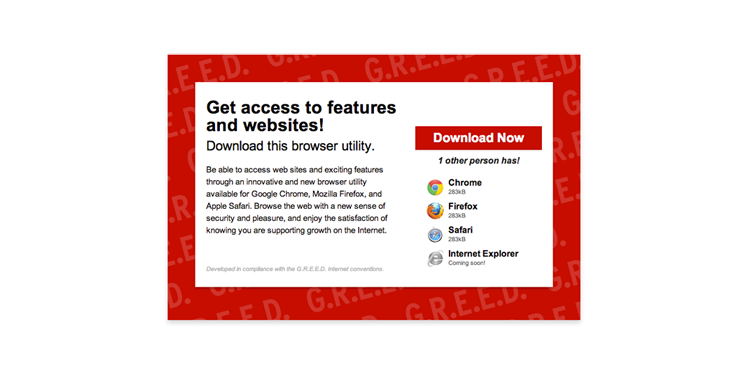 G.R.E.E.D. G.R.E.E.D.
Get access to features
and websites!
Download this browser utility.
Be able to access web sites and exciting features
through an innovative and new browser utility
available for Google Chrome, Mozilla Firefox, and
Apple Safari. Browse the web with a new sense of
security and pleasure, and enjoy the satisfaction of
knowing you are supporting growth on the Internet.
Developed in compliance with the G.R.E.E.D. Internet conventions.
Download Now
1 other person has!
Chrome
283kB
Firefox
283kB
Safari
283kB
Internet Explorer
Coming soon!
G.R.E.E.D. G.R.E.E.D.